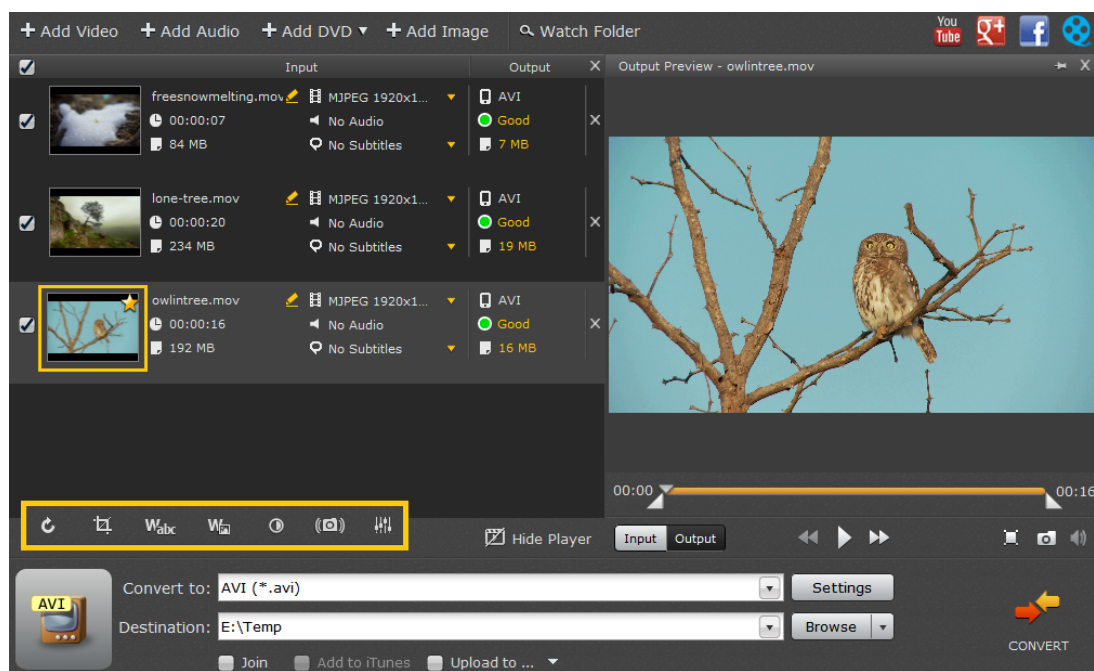 + Add Video + Add Audio + Add DVD ▼ + Add Image Watch Folder
You Tube g+ f
Input Output X Output Preview - owlintree.mov X
freesnowmelting.mov MJPEG 1920x1... AVI
00:00:07 No Audio Good X
84 MB No Subtitles 7 MB
lone-tree.mov MJPEG 1920x1... AVI
00:00:20 No Audio Good X
234 MB No Subtitles 19 MB
owlintree.mov MJPEG 1920x1... AVI
00:00:16 No Audio Good X
192 MB No Subtitles 16 MB
00:00 00:16
Wabc W Hide Player Input Output
AVI
Convert to: AVI (*.avi) Settings
Destination: E:\Temp Browse
CONVERT
Join Add to iTunes Upload to ...